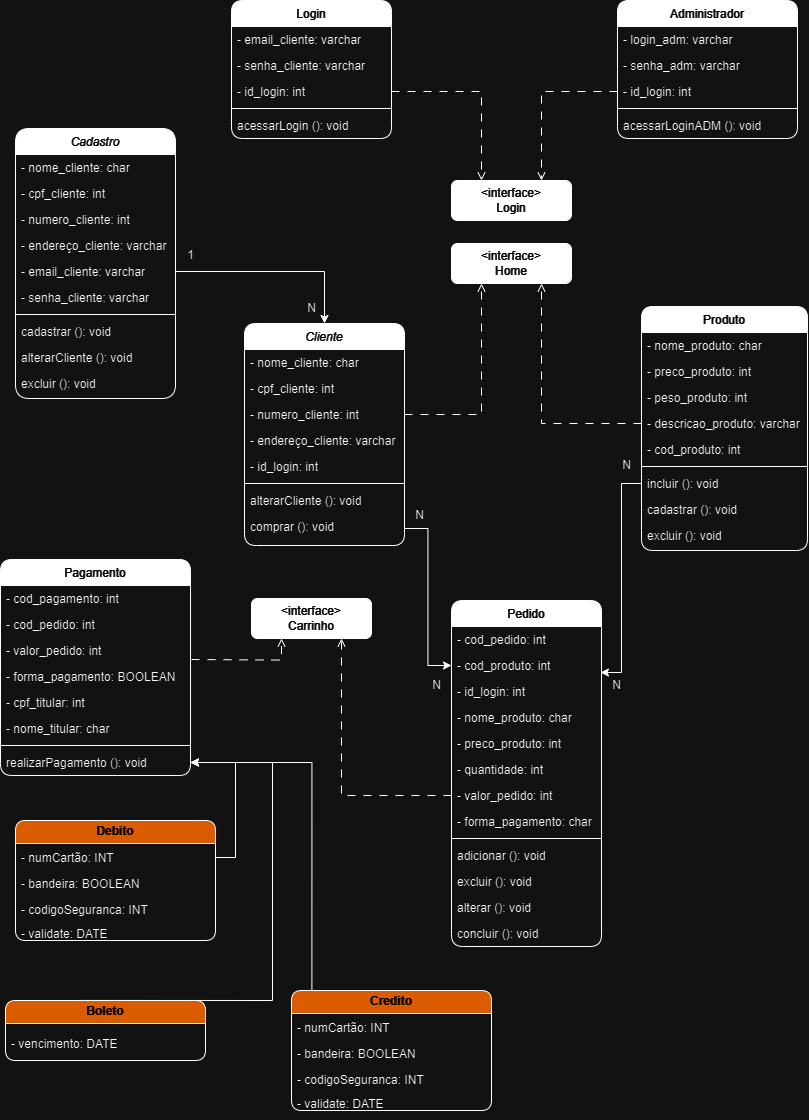 Login
- email_cliente: varchar
- senha_cliente: varchar
- id_login: int
acessarLogin (): void
Administrador
- login_adm: varchar
- senha_adm: varchar
- id_login: int
acessarLoginADM (): void
Cadastro
- nome_cliente: char
- cpf_cliente: int
- numero_cliente: int
- endereço_cliente: varchar
- email_cliente: varchar
- senha_cliente: varchar
cadastrar (): void
alterarCliente (): void
excluir (): void
<interface>
Login
<interface>
Home
1
N
Cliente
- nome_cliente: char
- cpf_cliente: int
- numero_cliente: int
- endereço_cliente: varchar
- id_login: int
alterarCliente (): void
comprar (): void
Produto
- nome_produto: char
- preco_produto: int
- peso_produto: int
- descricao_produto: varchar
- cod_produto: int
incluir (): void
cadastrar (): void
excluir (): void
N
N
Pagamento
- cod_pagamento: int
- cod_pedido: int
- valor_pedido: int
- forma_pagamento: BOOLEAN
- cpf_titular: int
- nome_titular: char
realizarPagamento (): void
<interface>
Carrinho
Pedido
- cod_pedido: int
- cod_produto: int
- id_login: int
- nome_produto: char
- preco_produto: int
- quantidade: int
- valor_pedido: int
- forma_pagamento: char
adicionar (): void
excluir (): void
alterar (): void
concluir (): void
N
N
Debito
- numCartão: INT
- bandeira: BOOLEAN
- codigoSeguranca: INT
- validate: DATE
Boleto
- vencimento: DATE
Credito
- numCartão: INT
- bandeira: BOOLEAN
- codigoSeguranca: INT
- validate: DATE